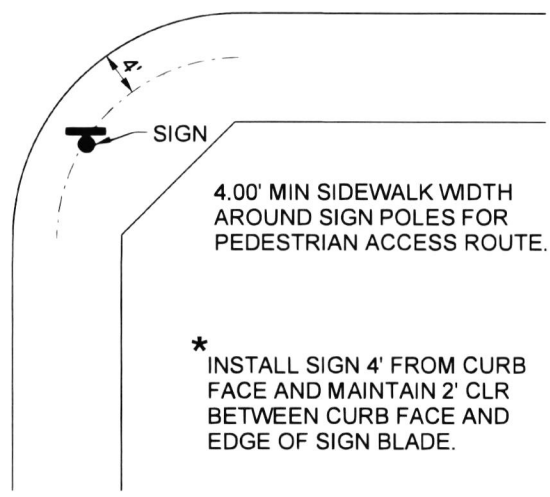 4'
SIGN
4.00' MIN SIDEWALK WIDTH
AROUND SIGN POLES FOR
PEDESTRIAN ACCESS ROUTE.
*
INSTALL SIGN 4' FROM CURB
FACE AND MAINTAIN 2' CLR
BETWEEN CURB FACE AND
EDGE OF SIGN BLADE.